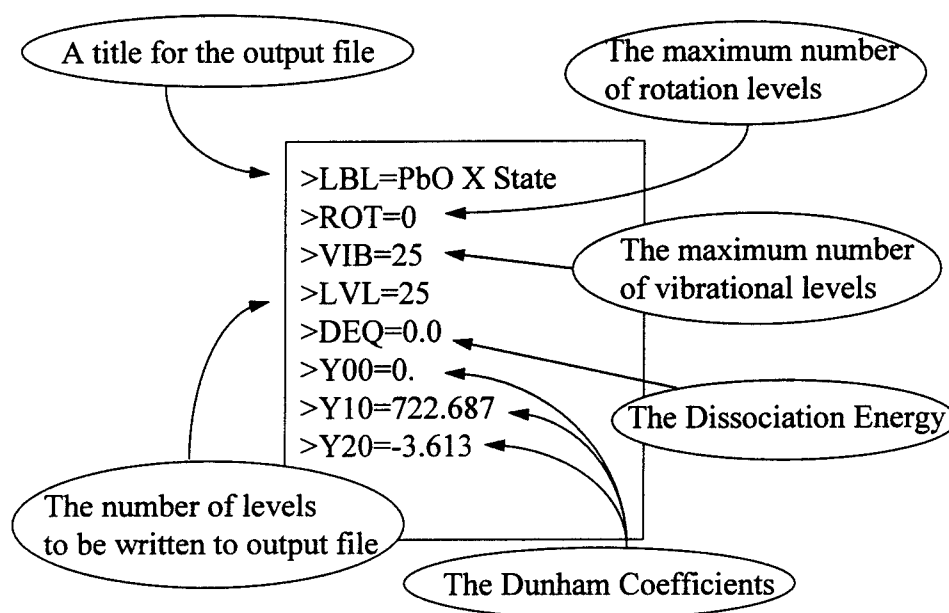 A title for the output file
The maximum number
of rotation levels
>LBL=PbO X State
>ROT=0
>VIB=25
>LVL=25
>DEQ=0.0
>Y00=0.
>Y10=722.687
>Y20=-3.613
The maximum number
of vibrational levels
The Dissociation Energy
The number of levels
to be written to output file
The Dunham Coefficients